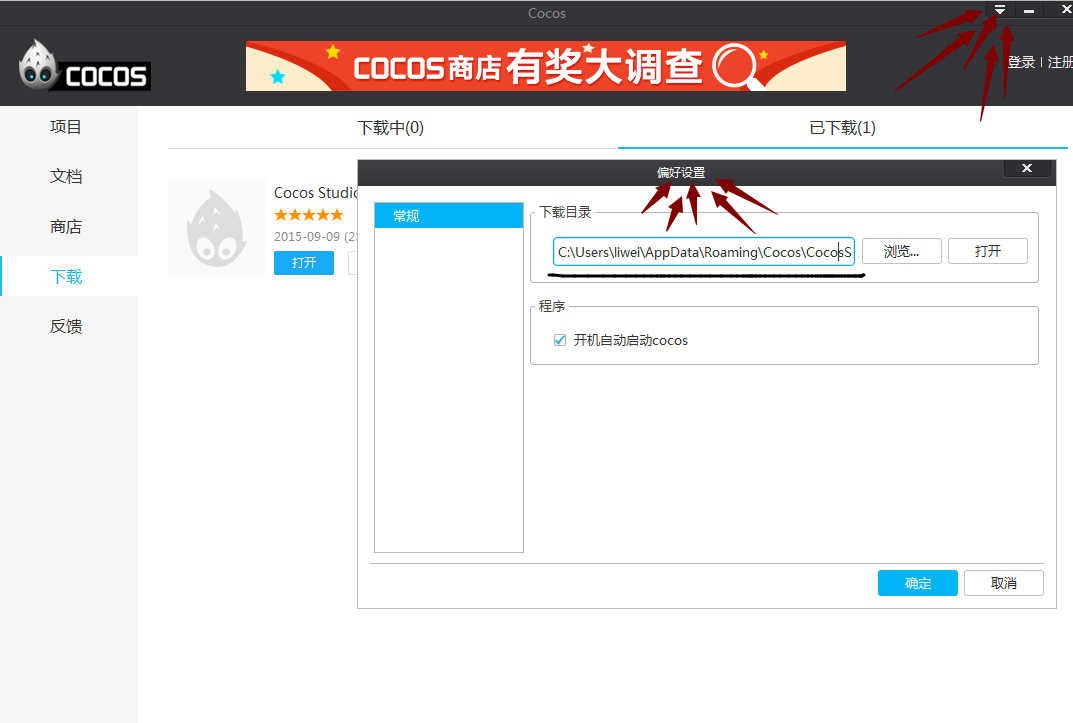 Cocos
COCOS
COCOS商店有奖大调查
登录 | 注册
项目
文档
商店
下载
反馈
下载中(0)
已下载(1)
Cocos Studio
2015-09-09 (23
打开
偏好设置
常规
下载目录
C:\Users\liwei\AppData\Roaming\Cocos\CocosS
浏览...
打开
程序
开机自动启动cocos
确定
取消